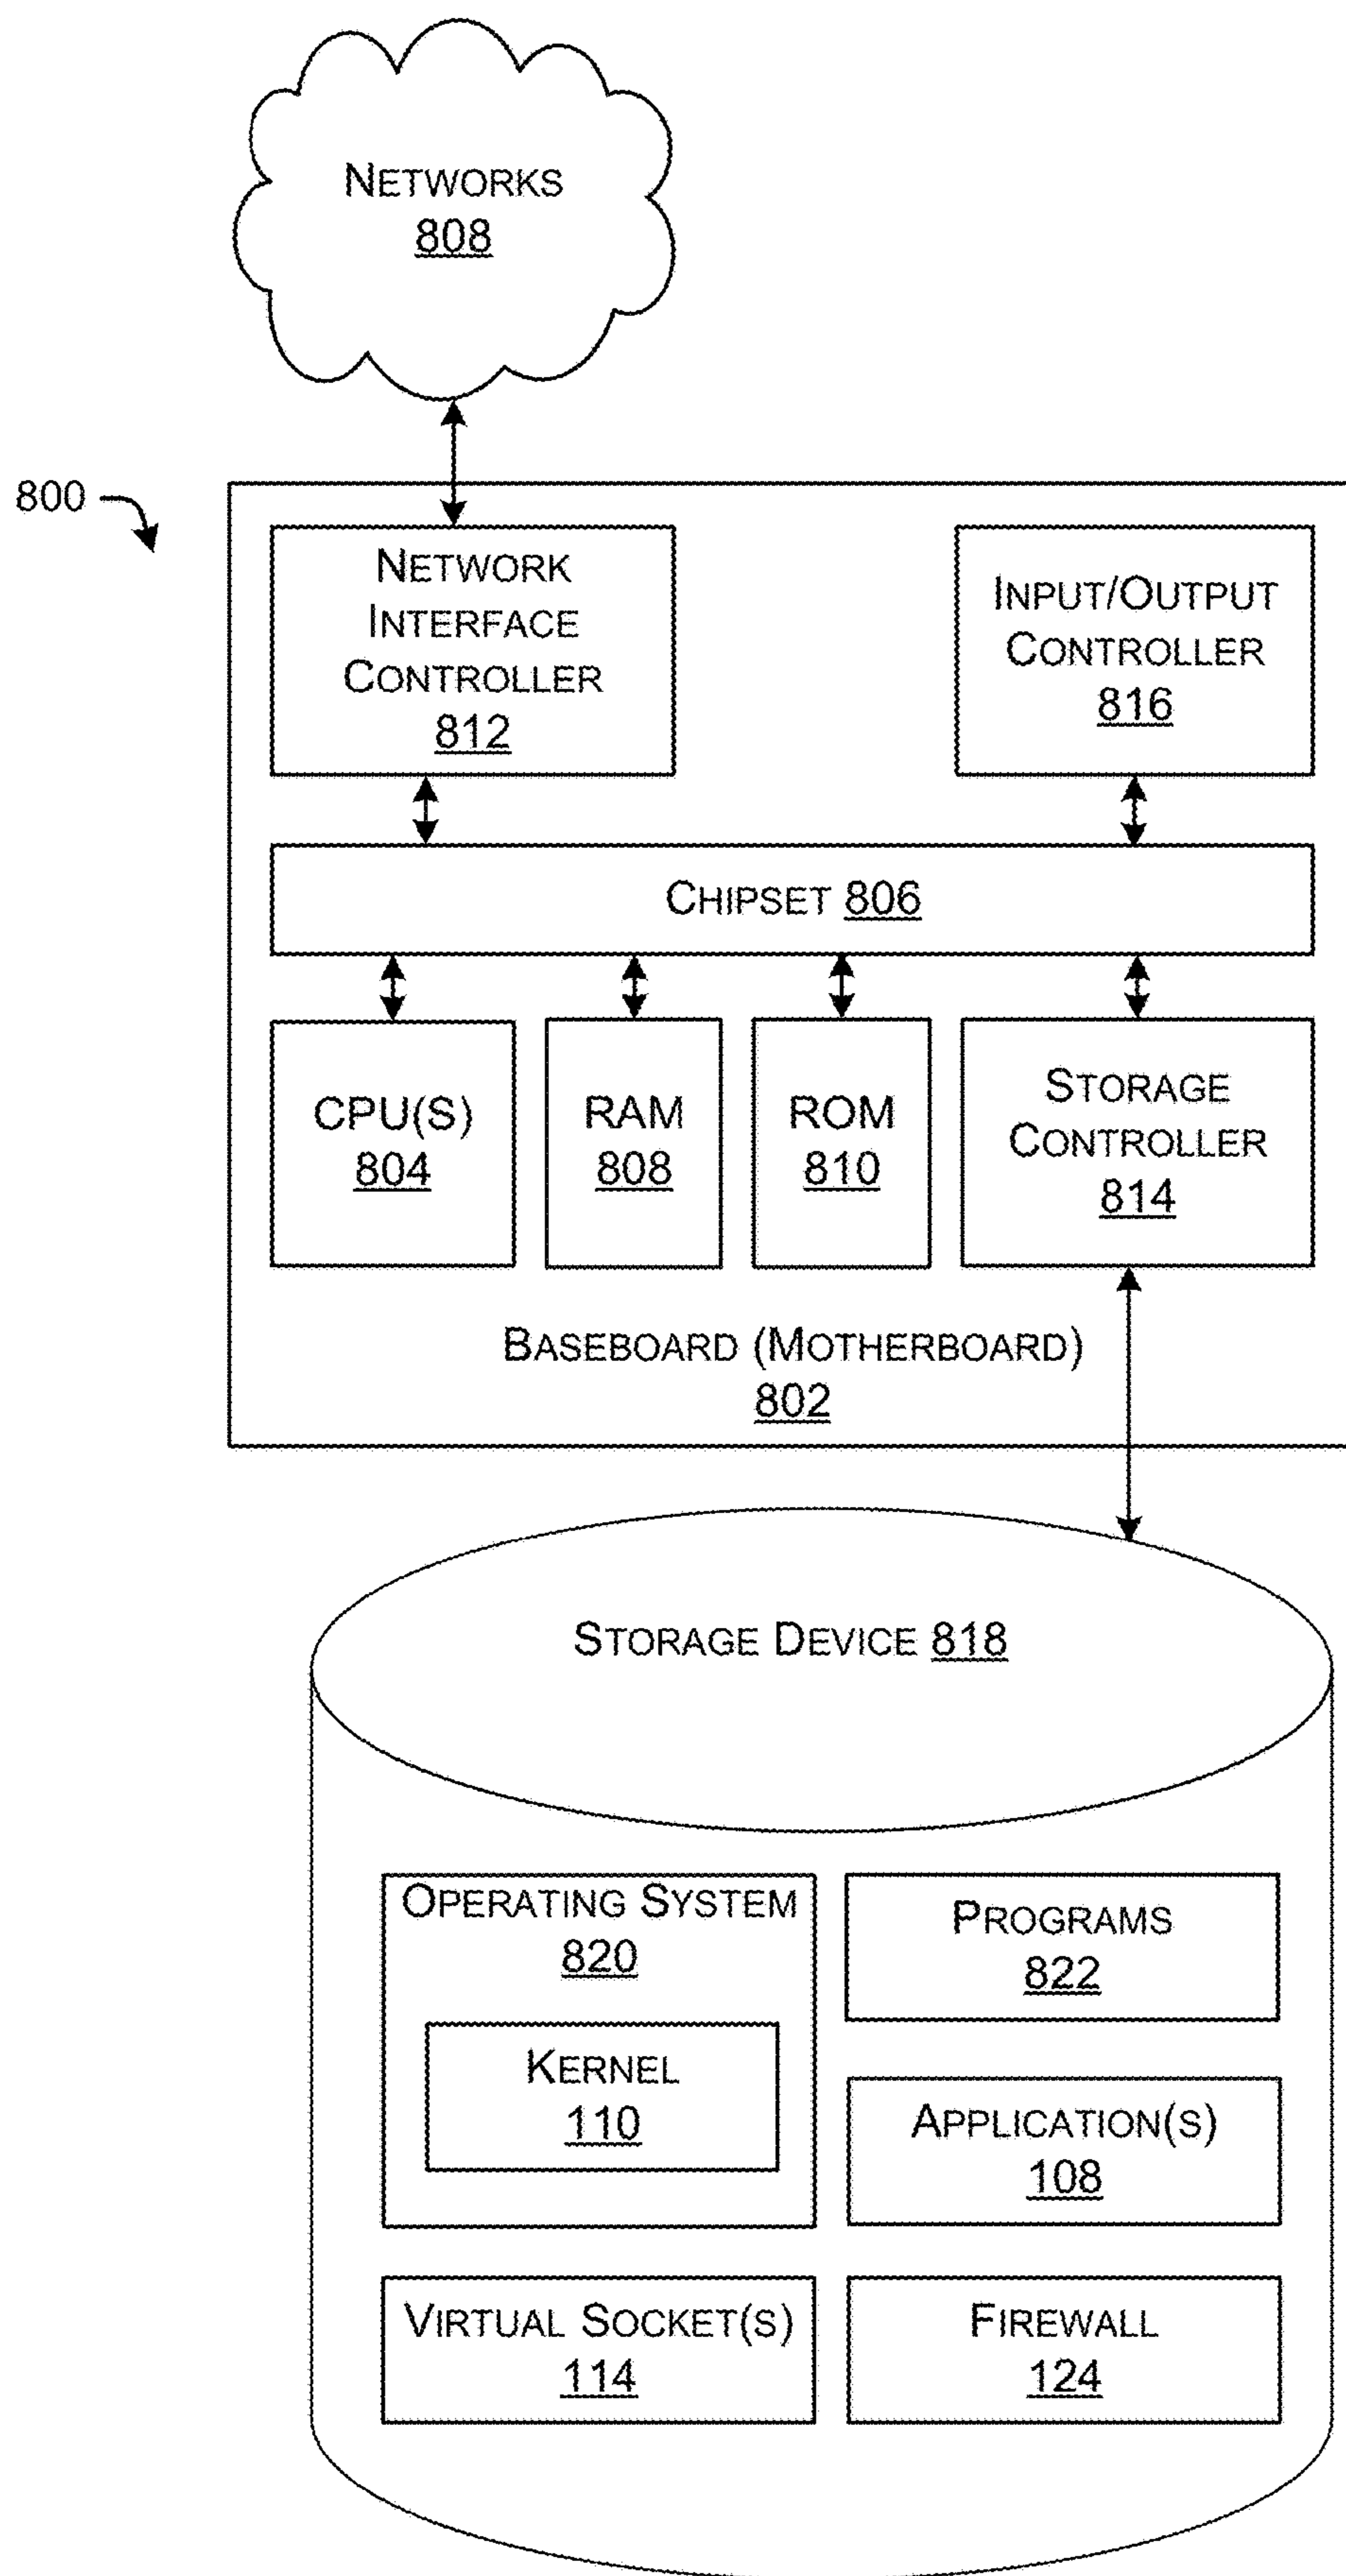 NETWORKS
808
800
NETWORK
INTERFACE
CONTROLLER
812
INPUT/OUTPUT
CONTROLLER
816
CHIPSET 806
CPU(S)
804
RAM
808
ROM
810
STORAGE
CONTROLLER
814
BASEBOARD (MOTHERBOARD)
802
STORAGE DEVICE 818
OPERATING SYSTEM
820
KERNEL
110
PROGRAMS
822
APPLICATION(S)
108
VIRTUAL SOCKET(S)
114
FIREWALL
124